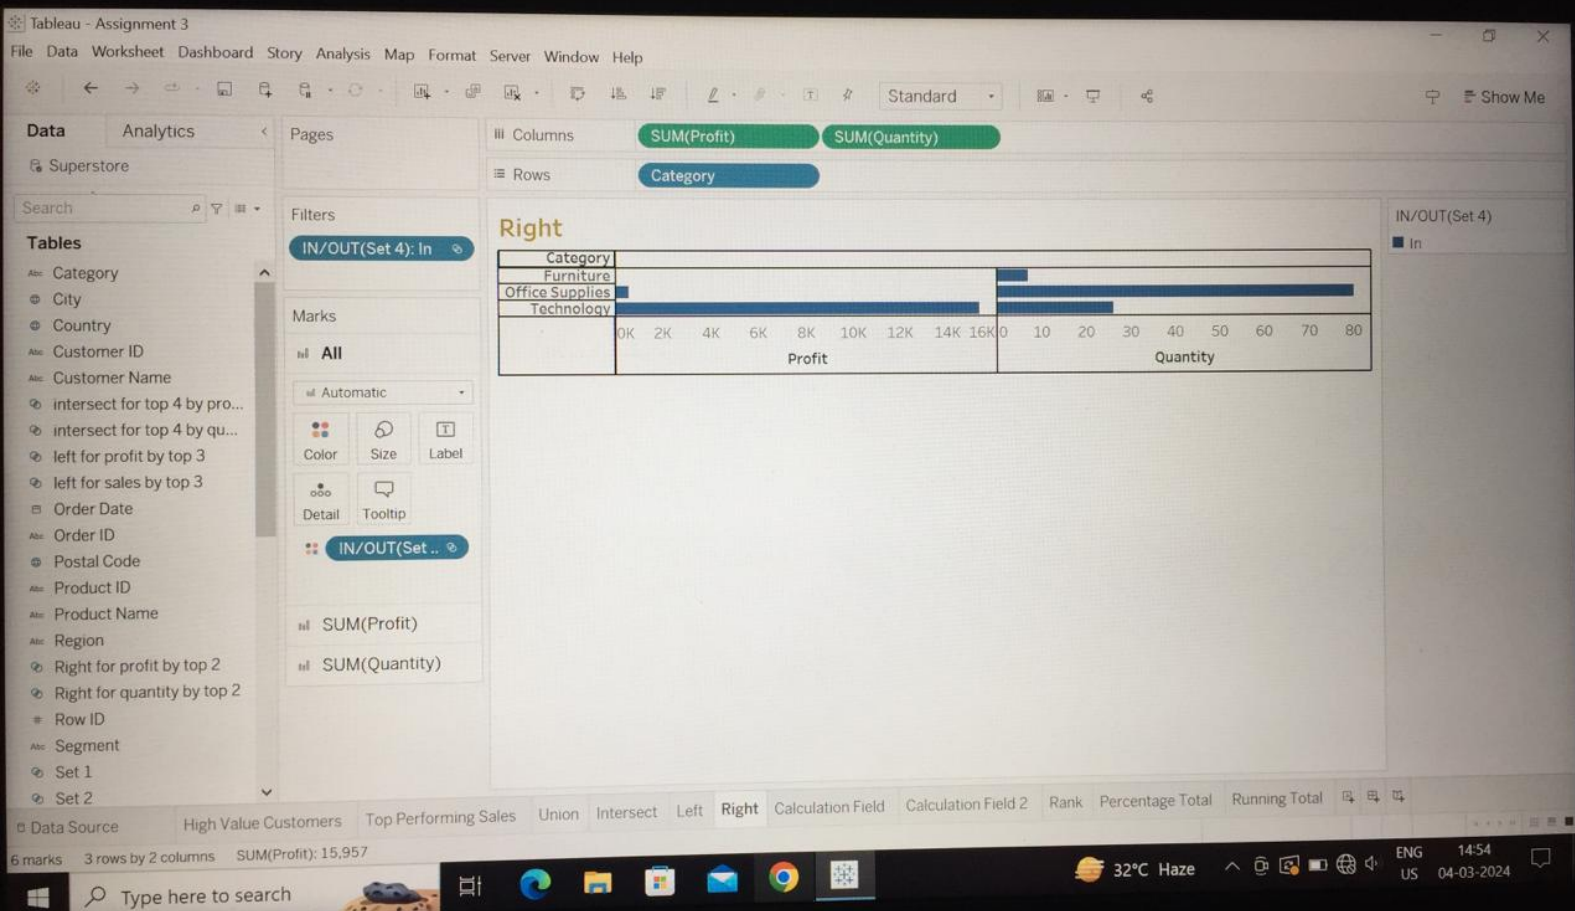 Tableau - Assignment 3
File Data Worksheet Dashboard Story Analysis Map Format Server Window Help
Standard
Show Me
Data Analytics
Superstore
Search
Tables
Abc Category
City
Country
Abc Customer ID
Abc Customer Name
intersect for top 4 by pro...
intersect for top 4 by qu...
left for profit by top 3
left for sales by top 3
Order Date
Abc Order ID
Postal Code
Abc Product ID
Abc Product Name
Abc Region
Right for profit by top 2
Right for quantity by top 2
# Row ID
Abc Segment
Set 1
Set 2
Pages
Filters
IN/OUT(Set 4): In
Marks
All
Automatic
Color Size Label
Detail Tooltip
IN/OUT(Set ..
SUM(Profit)
SUM(Quantity)
Columns SUM(Profit) SUM(Quantity)
Rows Category
Right
Category
Furniture
Office Supplies
Technology
0K 2K 4K 6K 8K 10K 12K 14K 16K 0 10 20 30 40 50 60 70 80
Profit Quantity
IN/OUT(Set 4)
In
Data Source High Value Customers Top Performing Sales Union Intersect Left Right Calculation Field Calculation Field 2 Rank Percentage Total Running Total
6 marks 3 rows by 2 columns SUM(Profit): 15,957
Type here to search
32°C Haze
ENG
US
14:54
04-03-2024